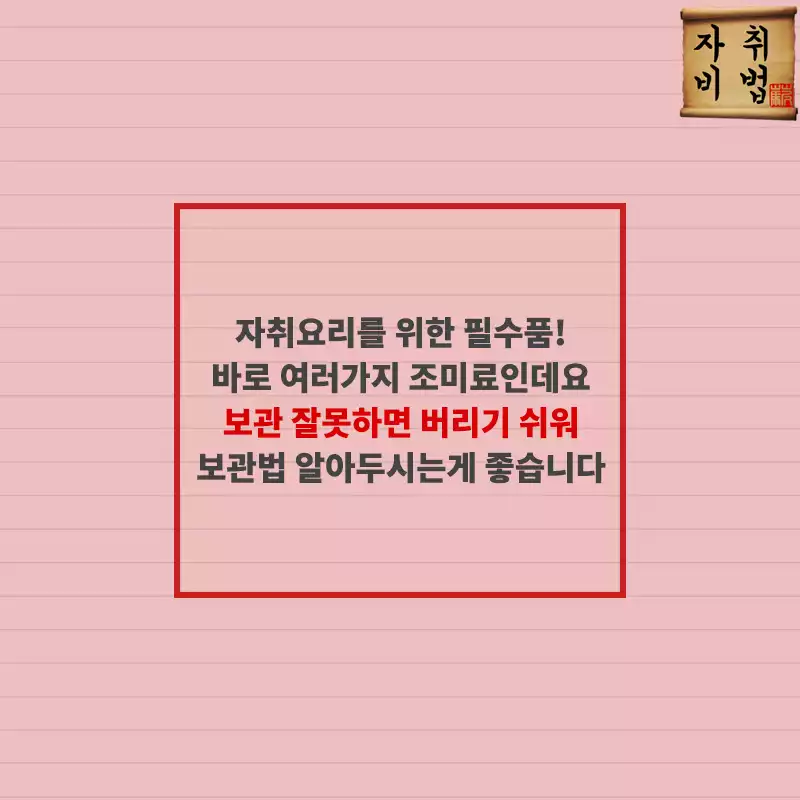 자취
비법
자취요리를 위한 필수품!
바로 여러가지 조미료인데요
보관 잘못하면 버리기 쉬워
보관법 알아두시는게 좋습니다